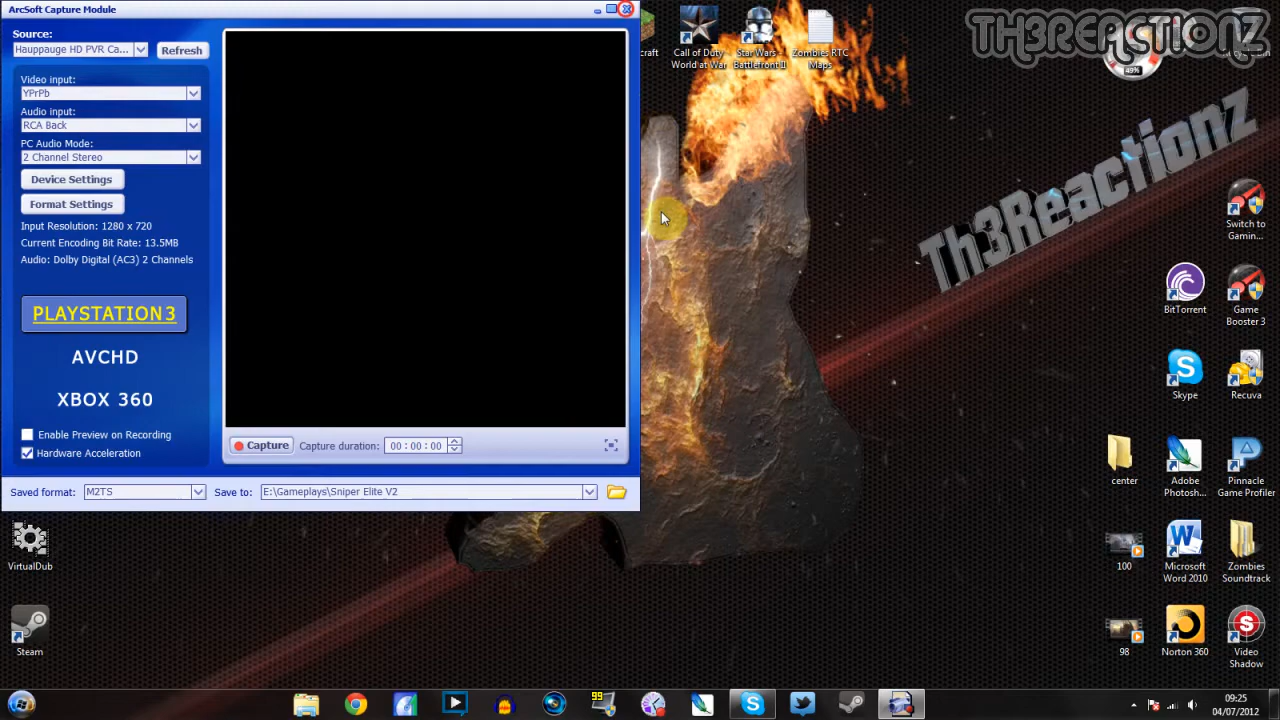 ArcSoft Capture Module
Source:
Hauppauge HD PVR Ca...
Refresh
Video input:
YPrPb
Audio input:
RCA Back
PC Audio Mode:
2 Channel Stereo
Device Settings
Format Settings
Input Resolution: 1280 x 720
Current Encoding Bit Rate: 13.5MB
Audio: Dolby Digital (AC3) 2 Channels
PLAYSTATION3
AVCHD
XBOX 360
Enable Preview on Recording
Hardware Acceleration
Capture
Capture duration:
00:00:00
Saved format:
M2TS
Save to:
E:\Gameplays\Sniper Elite V2
Call of Duty
World at War
Star Wars -
Battlefront II
Zombies RTC
Maps
TH3REACTIONZ
49%
Th3Reactionz
Switch to
Gamin...
BitTorrent
Game
Booster 3
Skype
Recuva
center
Adobe
Photosh...
Pinnacle
Game Profiler
100
Microsoft
Word 2010
Zombies
Soundtrack
98
Norton 360
Video
Shadow
VirtualDub
Steam
99
09:25
04/07/2012